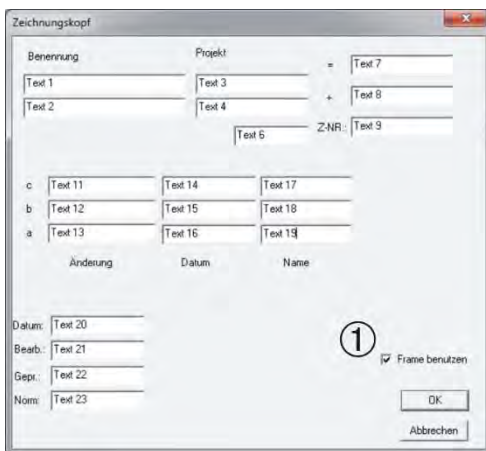 Zeichnungskopf
Benennung Projekt
= Text 7
Text 1 Text 3
+ Text 8
Text 2 Text 4
Text 6 Z-NR.: Text 9
c Text 11 Text 14 Text 17
b Text 12 Text 15 Text 18
a Text 13 Text 16 Text 19
Änderung Datum Name
Datum: Text 20
Bearb.: Text 21
1 Frame benutzen
Gepr.: Text 22
Norm: Text 23
OK
Abbrechen